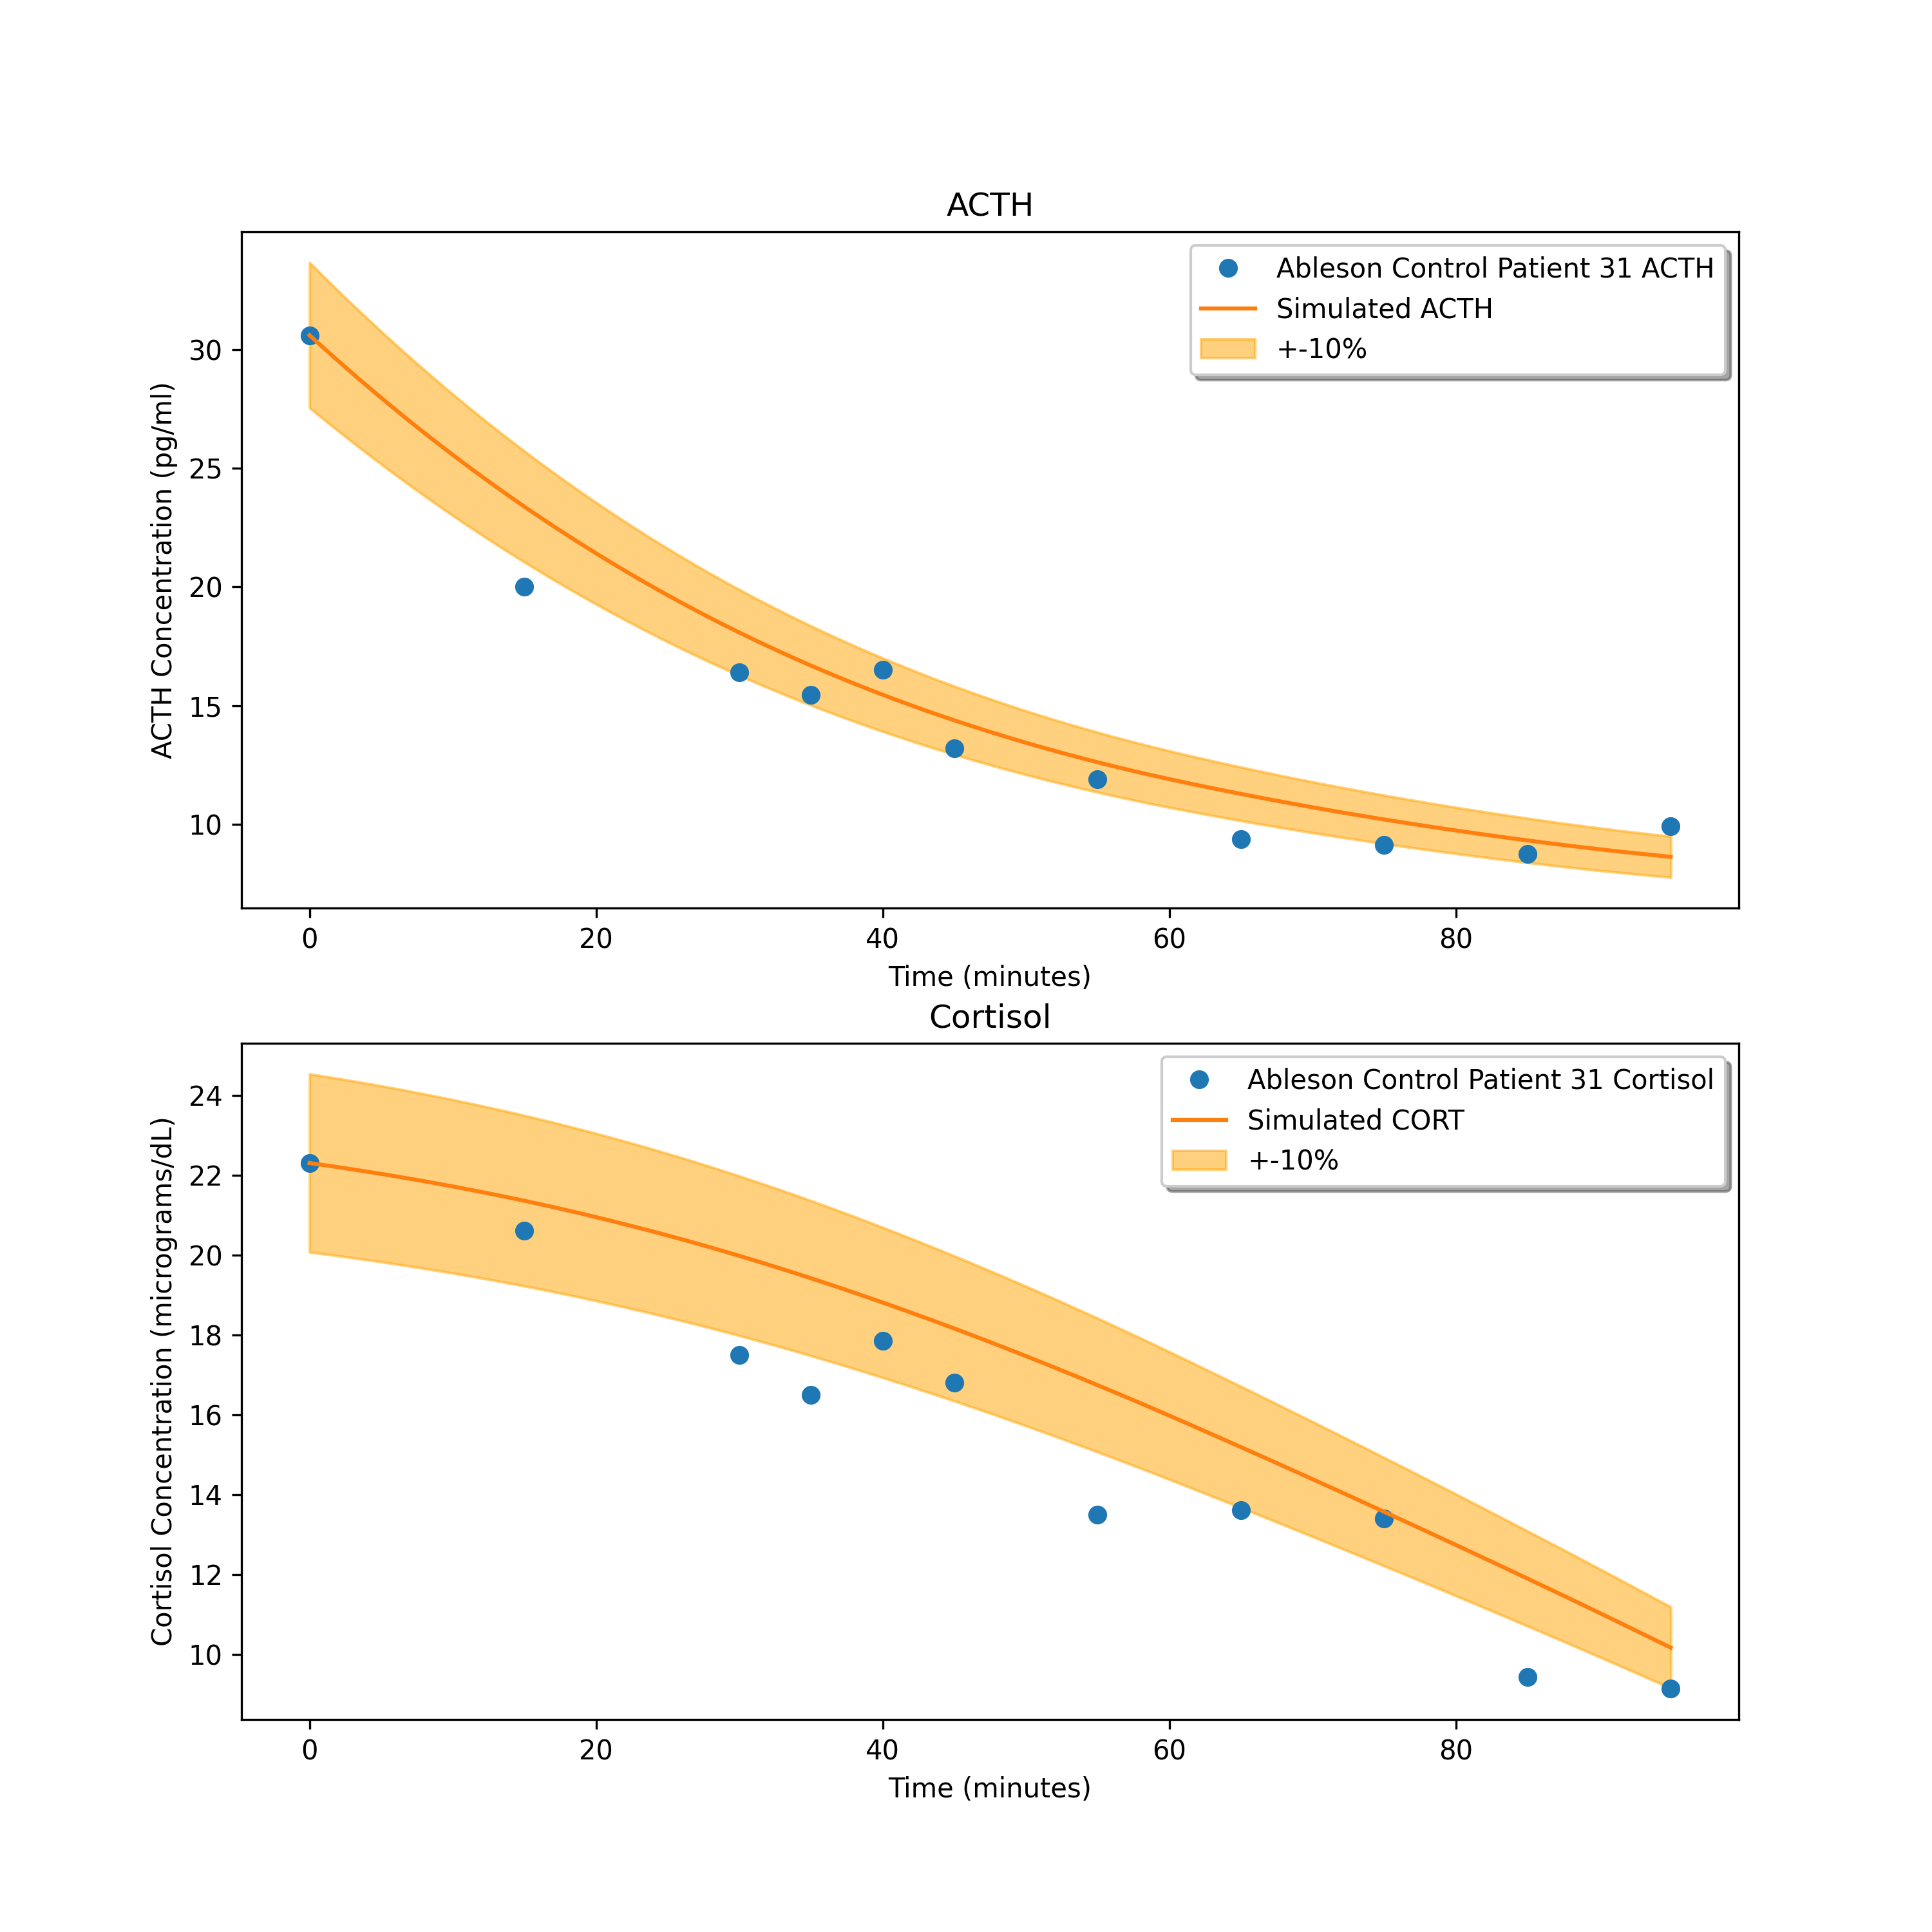 ACTH
Ableson Control Patient 31 ACTH
Simulated ACTH
+-10%
ACTH Concentration (pg/ml)
30
25
20
15
10
0 20 40 60 80
Time (minutes)
Cortisol
Ableson Control Patient 31 Cortisol
Simulated CORT
+-10%
Cortisol Concentration (micrograms/dL)
24
22
20
18
16
14
12
10
0 20 40 60 80
Time (minutes)